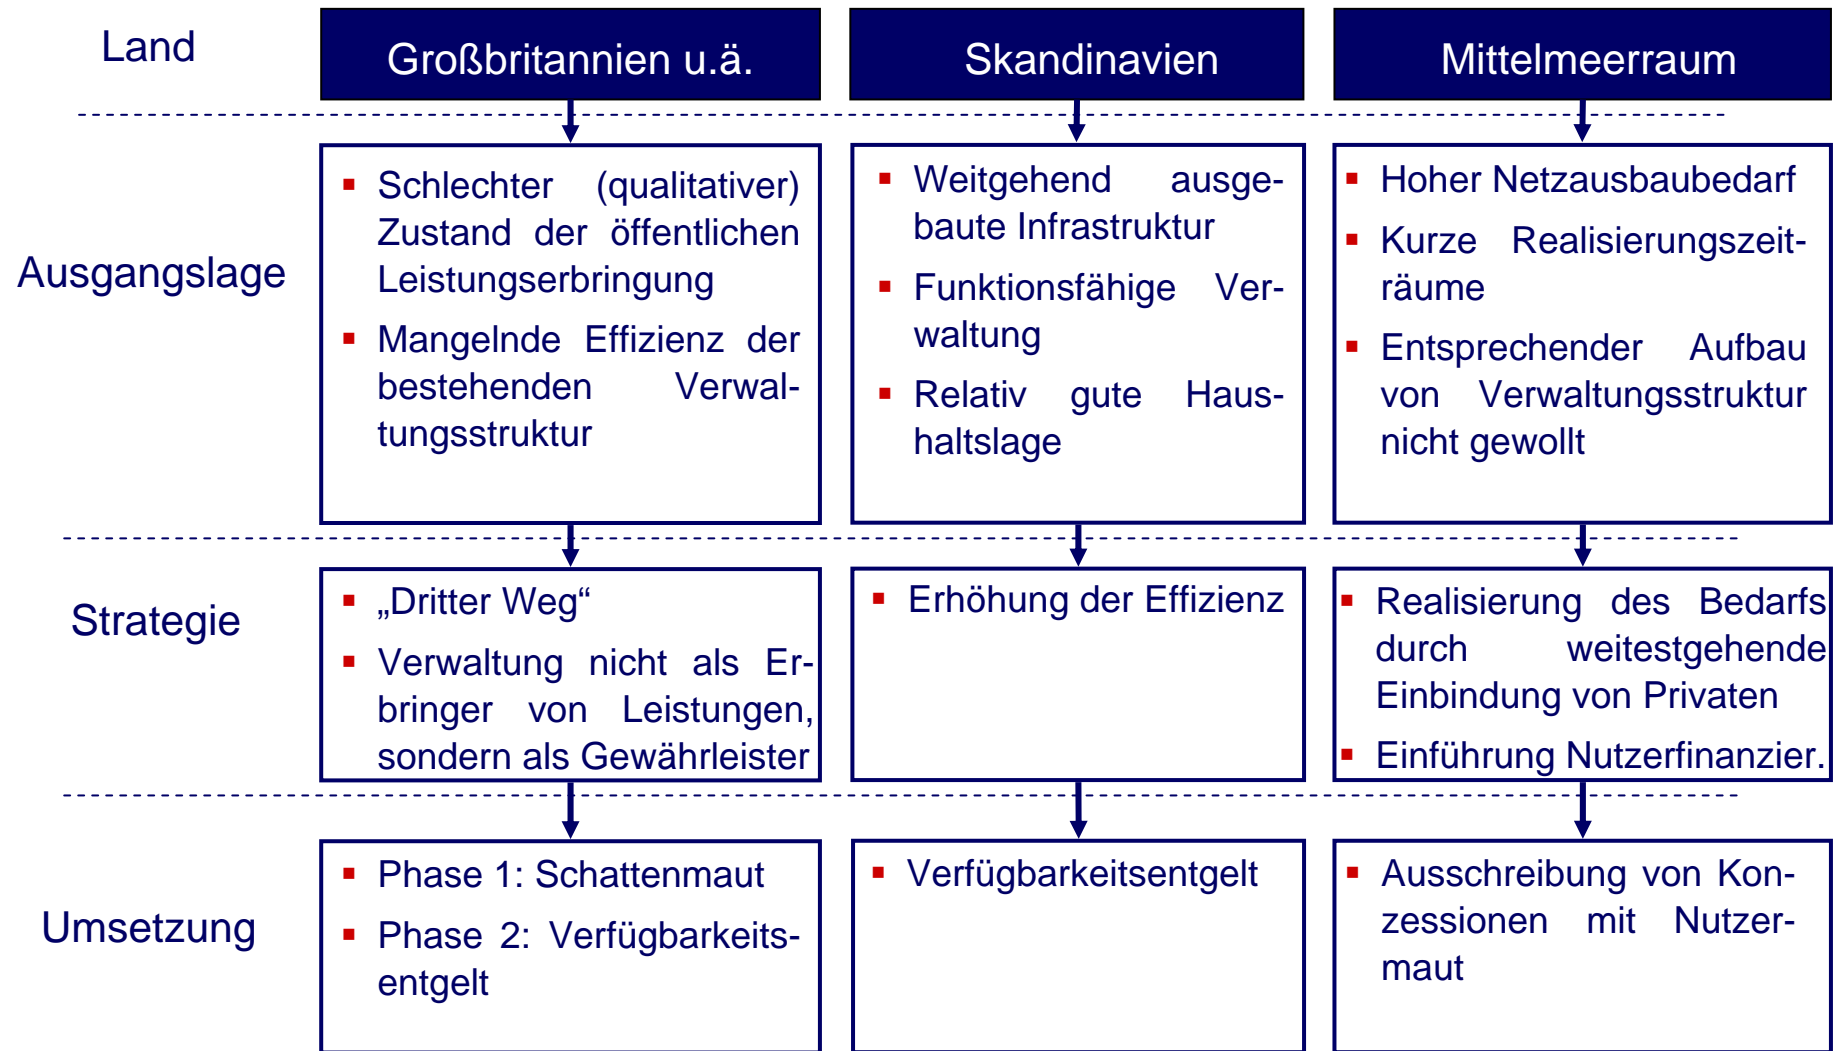 Land
Großbritannien u.ä.
Skandinavien
Mittelmeerraum
Ausgangslage
▪ Schlechter (qualitativer)
Zustand der öffentlichen
Leistungserbringung
▪ Mangelnde Effizienz der
bestehenden Verwal-
tungsstruktur
▪ Weitgehend ausge-
baute Infrastruktur
▪ Funktionsfähige Ver-
waltung
▪ Relativ gute Haus-
haltslage
▪ Hoher Netzausbaubedarf
▪ Kurze Realisierungszeit-
räume
▪ Entsprechender Aufbau
von Verwaltungsstruktur
nicht gewollt
Strategie
▪ „Dritter Weg“
▪ Verwaltung nicht als Er-
bringer von Leistungen,
sondern als Gewährleister
▪ Erhöhung der Effizienz
▪ Realisierung des Bedarfs
durch weitestgehende
Einbindung von Privaten
▪ Einführung Nutzerfinanzier.
Umsetzung
▪ Phase 1: Schattenmaut
▪ Phase 2: Verfügbarkeits-
entgelt
▪ Verfügbarkeitsentgelt
▪ Ausschreibung von Kon-
zessionen mit Nutzer-
maut